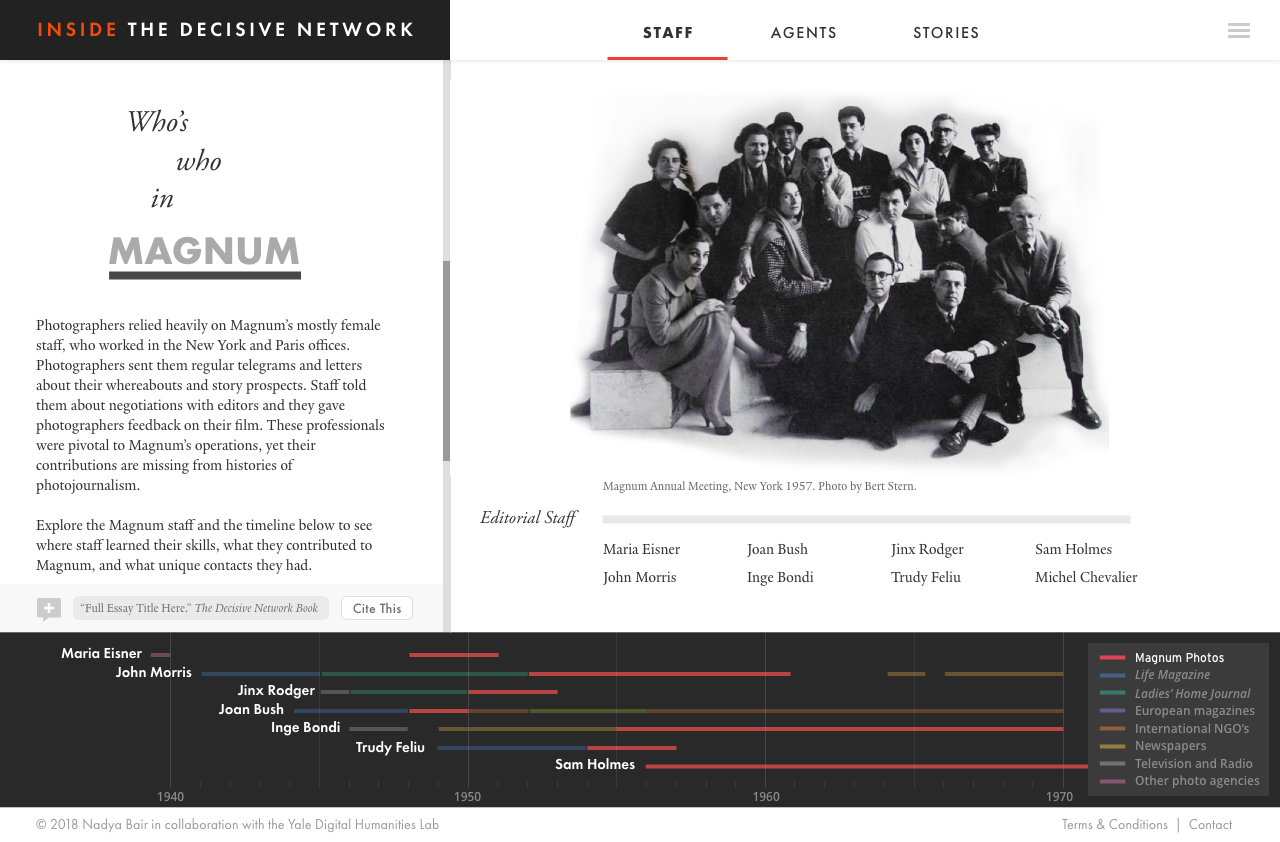 INSIDE THE DECISIVE NETWORK
STAFF AGENTS STORIES
Who’s
who
in
MAGNUM
Photographers relied heavily on Magnum’s mostly female
staff, who worked in the New York and Paris offices.
Photographers sent them regular telegrams and letters
about their whereabouts and story prospects. Staff told
them about negotiations with editors and they gave
photographers feedback on their film. These professionals
were pivotal to Magnum’s operations, yet their
contributions are missing from histories of
photojournalism.
Explore the Magnum staff and the timeline below to see
where staff learned their skills, what they contributed to
Magnum, and what unique contacts they had.
“Full Essay Title Here.” The Decisive Network Book
Cite This
Magnum Annual Meeting, New York 1957. Photo by Bert Stern.
Editorial Staff
Maria Eisner Joan Bush Jinx Rodger Sam Holmes
John Morris Inge Bondi Trudy Feliu Michel Chevalier
Maria Eisner
John Morris
Jinx Rodger
Joan Bush
Inge Bondi
Trudy Feliu
Sam Holmes
1940 1950 1960 1970
Magnum Photos
Life Magazine
Ladies’ Home Journal
European magazines
International NGO’s
Newspapers
Television and Radio
Other photo agencies
© 2018 Nadya Bair in collaboration with the Yale Digital Humanities Lab
Terms & Conditions | Contact